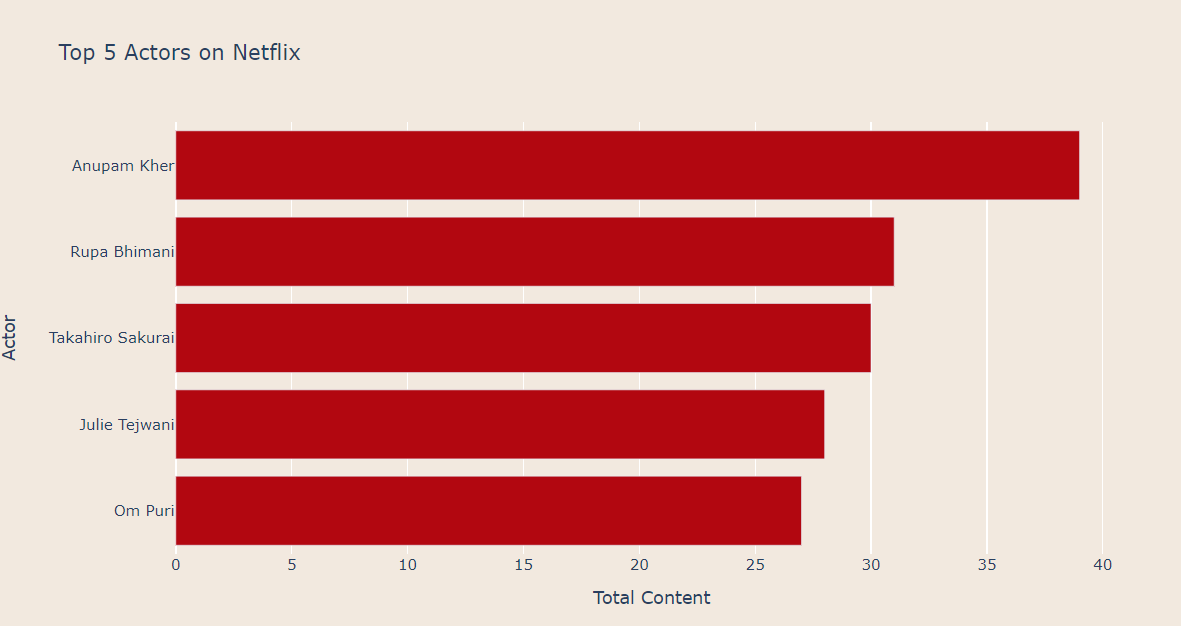 Top 5 Actors on Netflix
Actor
Anupam Kher
Rupa Bhimani
Takahiro Sakurai
Julie Tejwani
Om Puri
0 5 10 15 20 25 30 35 40
Total Content